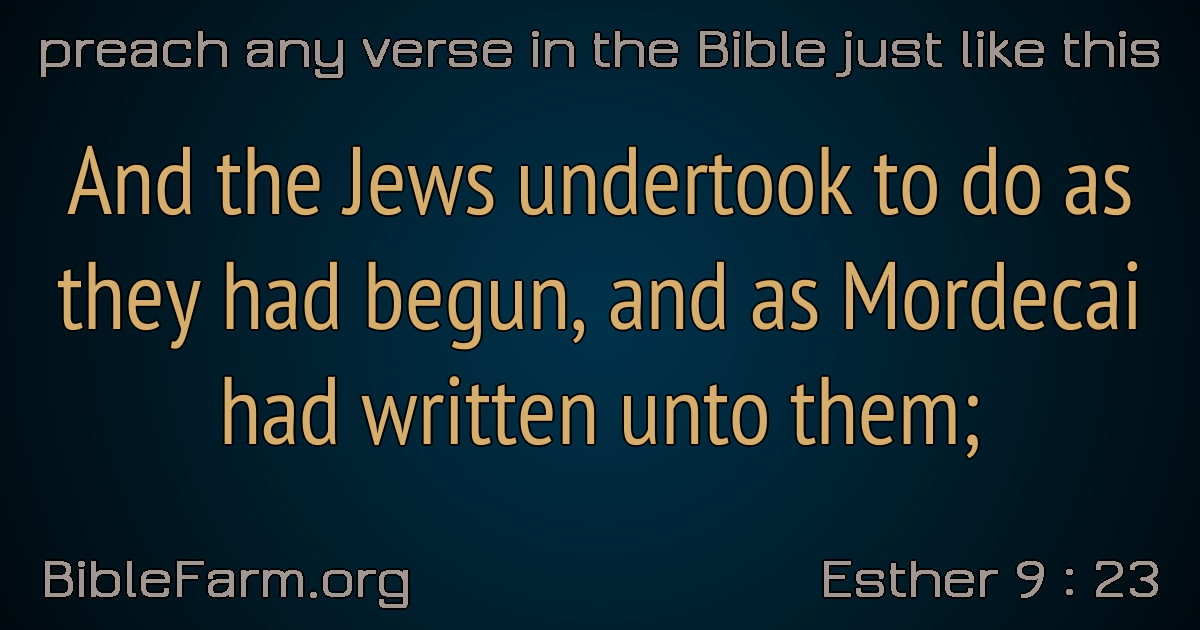 preach any verse in the Bible just like this
And the Jews undertook to do as
they had begun, and as Mordecai
had written unto them;
BibleFarm.org
Esther 9 : 23